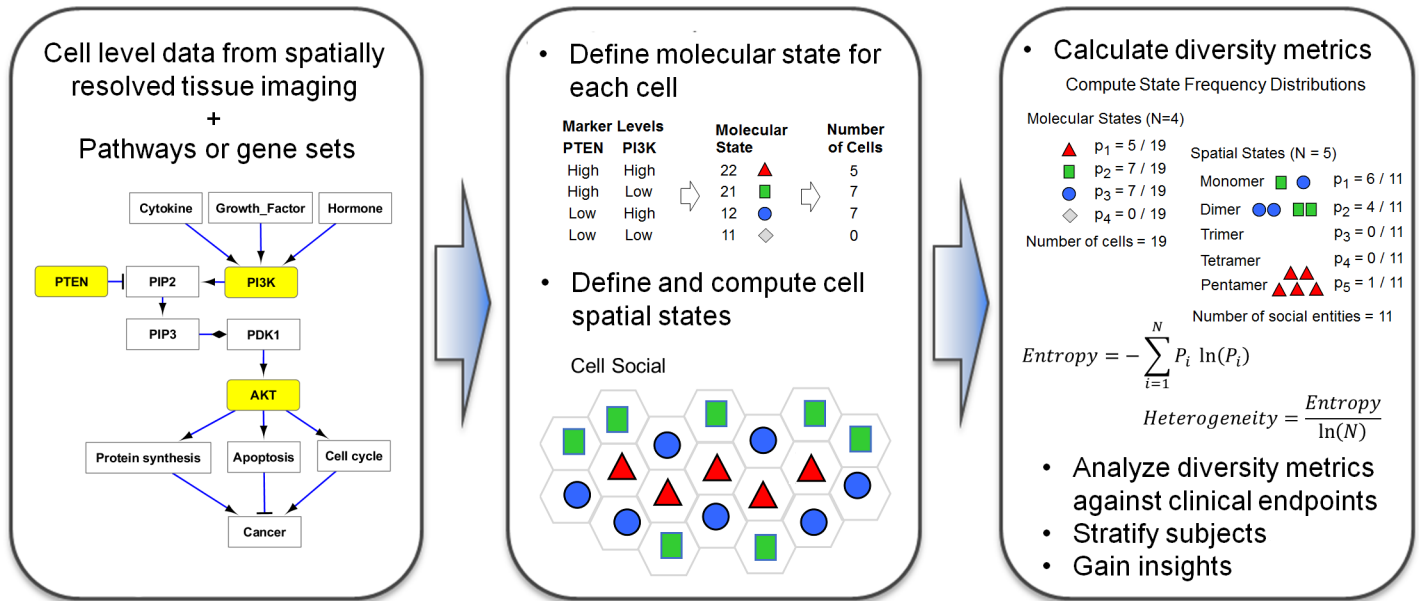 Cell level data from spatially
resolved tissue imaging
+
Pathways or gene sets
Cytokine
Growth_Factor
Hormone
PTEN
PIP2
PI3K
PIP3
PDK1
AKT
Protein synthesis
Apoptosis
Cell cycle
Cancer
• Define molecular state for
each cell
Marker Levels
PTEN PI3K
Molecular
State
Number
of Cells
High High 22 5
High Low 21 7
Low High 12 7
Low Low 11 0
• Define and compute cell
spatial states
Cell Social
• Calculate diversity metrics
Compute State Frequency Distributions
Molecular States (N=4)
p1 = 5 / 19
p2 = 7 / 19
p3 = 7 / 19
p4 = 0 / 19
Number of cells = 19
Spatial States (N = 5)
Monomer p1 = 6 / 11
Dimer p2 = 4 / 11
Trimer p3 = 0 / 11
Tetramer p4 = 0 / 11
Pentamer p5 = 1 / 11
Number of social entities = 11
Entropy = − ∑_{i=1}^{N} P_i ln(P_i)
Heterogeneity = Entropy / ln(N)
• Analyze diversity metrics
against clinical endpoints
• Stratify subjects
• Gain insights